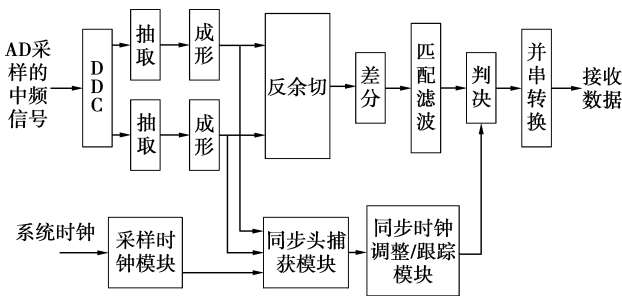 AD采
样的
中频
信号
DDC
抽取
成形
抽取
成形
反余切
差分
匹配滤波
判决
并串转换
接收
数据
系统时钟
采样时
钟模块
同步头捕
获模块
同步时钟
调整/跟踪
模块